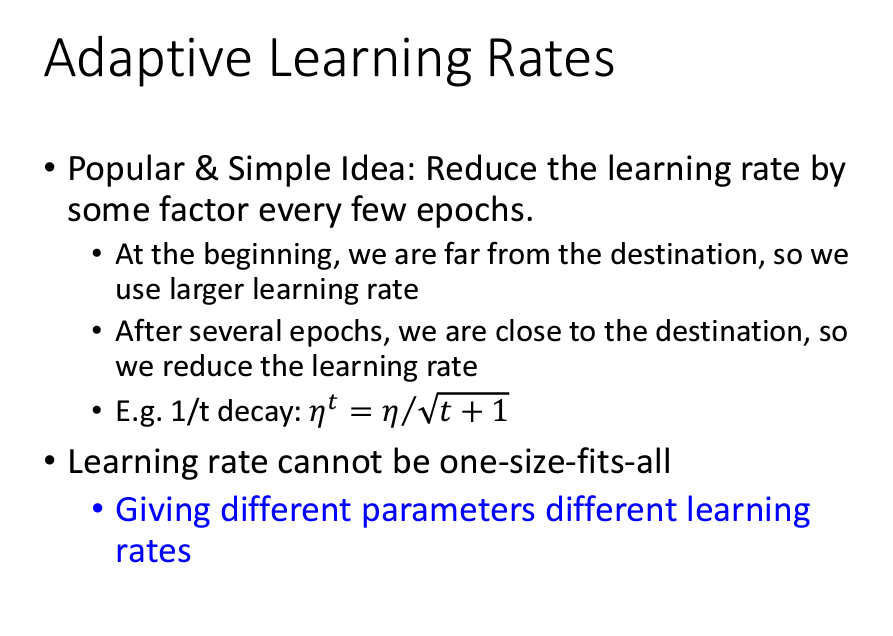 Adaptive Learning Rates
• Popular & Simple Idea: Reduce the learning rate by
some factor every few epochs.
• At the beginning, we are far from the destination, so we
use larger learning rate
• After several epochs, we are close to the destination, so
we reduce the learning rate
• E.g. 1/t decay: 𝜂ᵗ = 𝜂/√(t + 1)
• Learning rate cannot be one-size-fits-all
• Giving different parameters different learning
rates